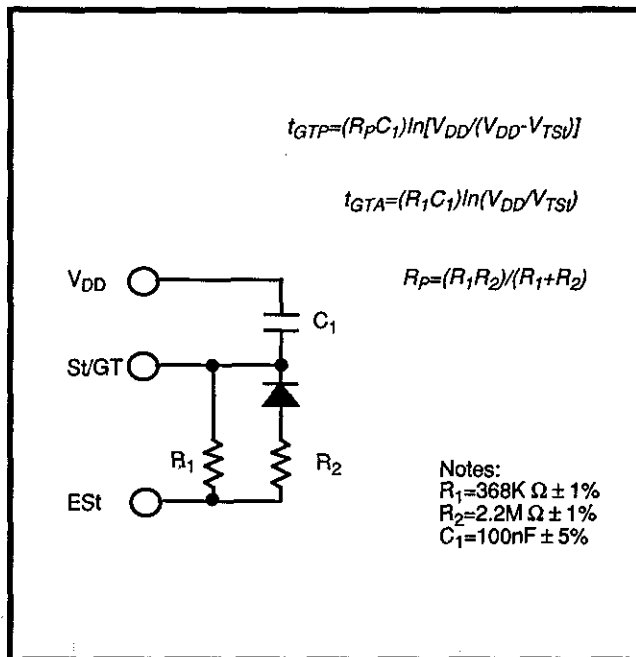 t_GTP=(R_PC_1)ln[V_DD/(V_DD-V_TSt)]
t_GTA=(R_1C_1)ln(V_DD/V_TSt)
R_P=(R_1R_2)/(R_1+R_2)
V_DD
C_1
St/GT
R_1
R_2
ESt
Notes:
R_1=368K Ω ± 1%
R_2=2.2M Ω ± 1%
C_1=100nF ± 5%